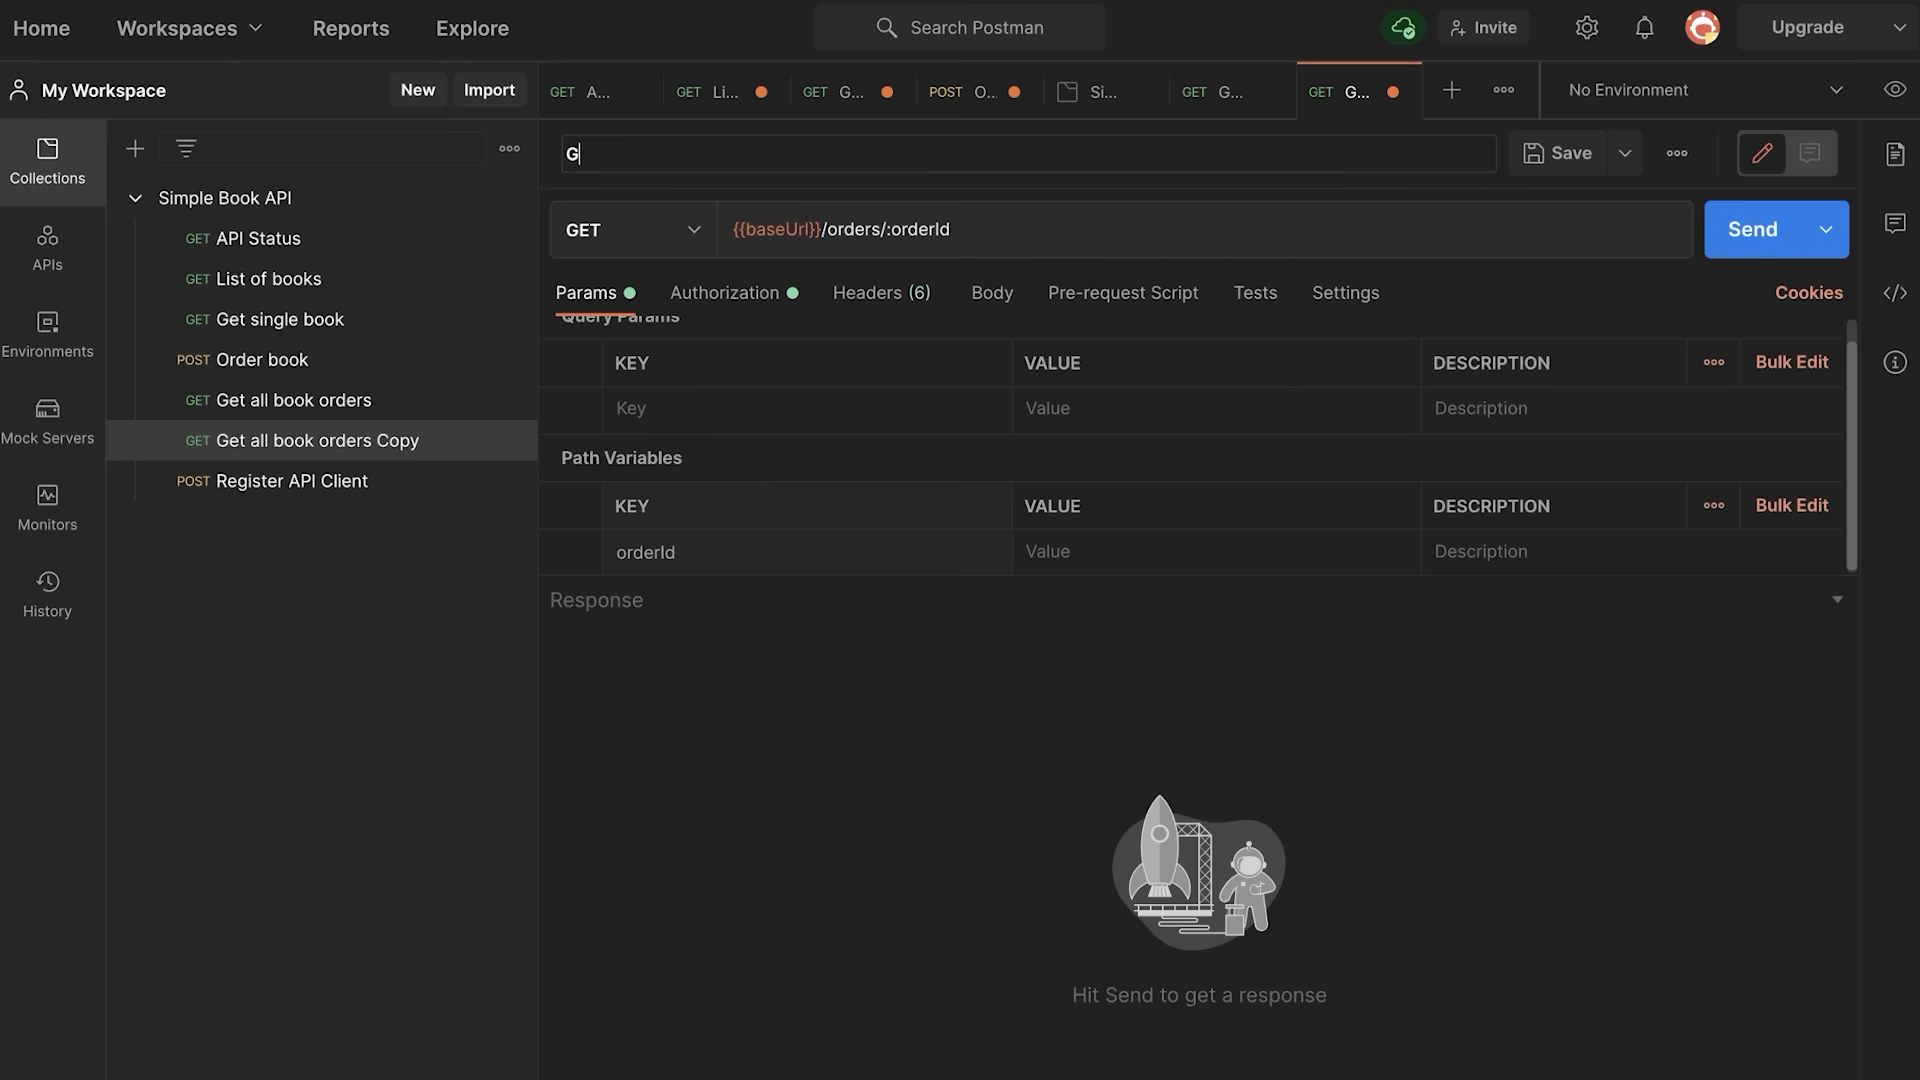 Home Workspaces Reports Explore Search Postman Invite Upgrade
My Workspace New Import GET A... GET Li... GET G... POST O... Si... GET G... GET G... No Environment
G Save
Collections
Simple Book API
GET API Status
GET List of books
GET Get single book
POST Order book
GET Get all book orders
GET Get all book orders Copy
POST Register API Client
APIs
Environments
Mock Servers
Monitors
History
GET {{baseUrl}}/orders/:orderId Send
Params Authorization Headers (6) Body Pre-request Script Tests Settings Cookies
Query Params
KEY VALUE DESCRIPTION Bulk Edit
Key Value Description
Path Variables
KEY VALUE DESCRIPTION Bulk Edit
orderId Value Description
Response
Hit Send to get a response